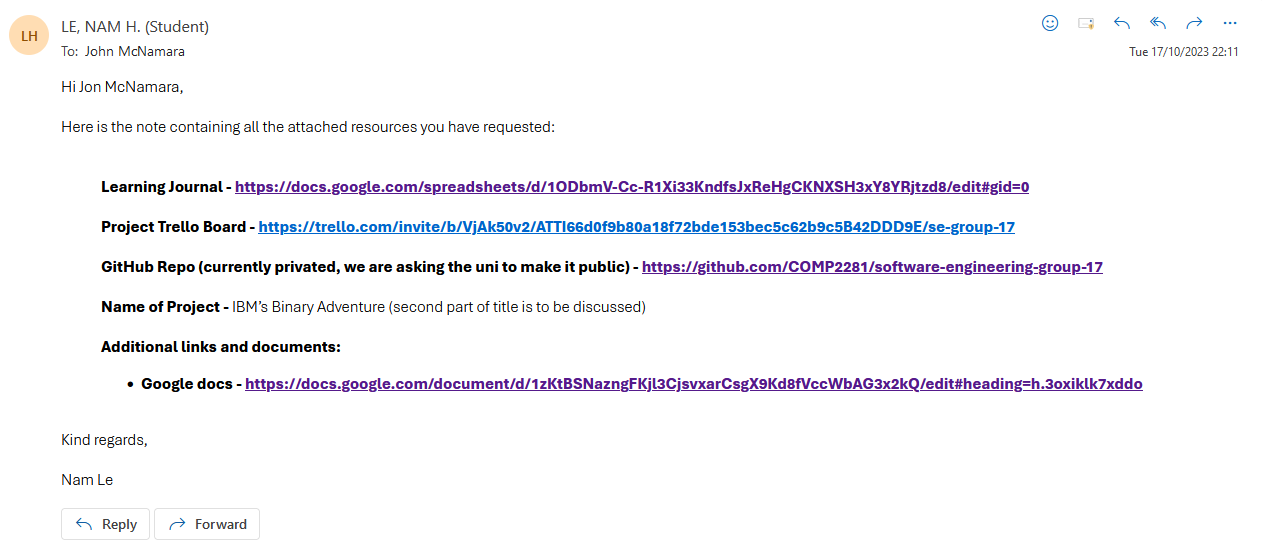 LH
LE, NAM H. (Student)
To: John McNamara
Tue 17/10/2023 22:11
Hi Jon McNamara,
Here is the note containing all the attached resources you have requested:
Learning Journal - https://docs.google.com/spreadsheets/d/1ODbmV-Cc-R1Xi33KndfsJxReHgCKNXSH3xY8YRjtzd8/edit#gid=0
Project Trello Board - https://trello.com/invite/b/VjAk50v2/ATTI66d0f9b80a18f72bde153bec5c62b9c5B42DDD9E/se-group-17
GitHub Repo (currently privated, we are asking the uni to make it public) - https://github.com/COMP2281/software-engineering-group-17
Name of Project - IBM’s Binary Adventure (second part of title is to be discussed)
Additional links and documents:
• Google docs - https://docs.google.com/document/d/1zKtBSNazngFKjl3CjsvxarCsgX9Kd8fVccWbAG3x2kQ/edit#heading=h.3oxiklk7xddo
Kind regards,
Nam Le
Reply
Forward